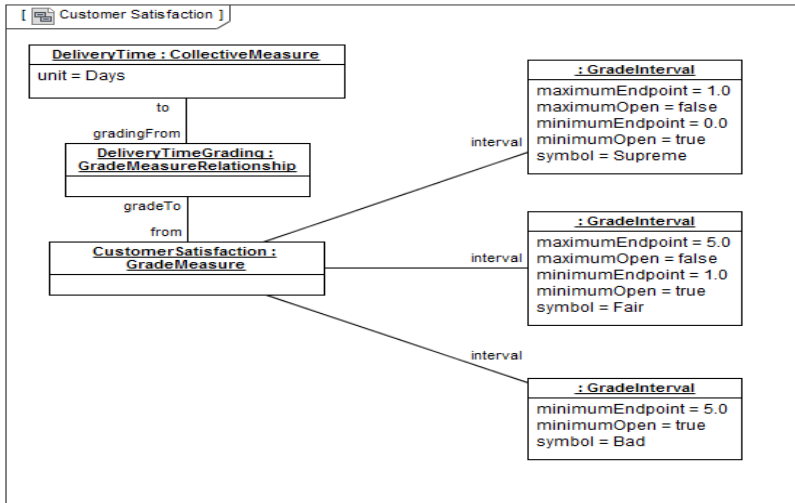 [ Customer Satisfaction ]
DeliveryTime : CollectiveMeasure
unit = Days
to
gradingFrom
DeliveryTimeGrading :
GradeMeasureRelationship
gradeTo
from
CustomerSatisfaction :
GradeMeasure
interval
: GradeInterval
maximumEndpoint = 1.0
maximumOpen = false
minimumEndpoint = 0.0
minimumOpen = true
symbol = Supreme
interval
: GradeInterval
maximumEndpoint = 5.0
maximumOpen = false
minimumEndpoint = 1.0
minimumOpen = true
symbol = Fair
interval
: GradeInterval
minimumEndpoint = 5.0
minimumOpen = true
symbol = Bad